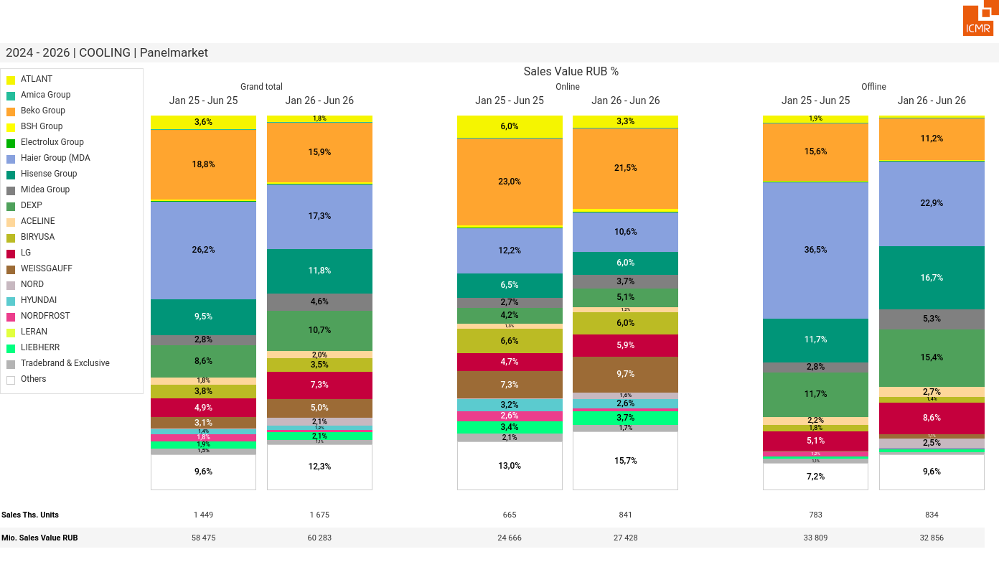 ICMR
2024 - 2026 | COOLING | Panelmarket
Sales Value RUB %
Grand total
Online
Offline
Jan 25 - Jun 25
Jan 26 - Jun 26
Jan 25 - Jun 25
Jan 26 - Jun 26
Jan 25 - Jun 25
Jan 26 - Jun 26
ATLANT
Amica Group
Beko Group
BSH Group
Electrolux Group
Haier Group (MDA
Hisense Group
Midea Group
DEXP
ACELINE
BIRYUSA
LG
WEISSGAUFF
NORD
HYUNDAI
NORDFROST
LERAN
LIEBHERR
Tradebrand & Exclusive
Others
3,6%
18,8%
26,2%
9,5%
2,8%
8,6%
1,8%
3,8%
4,9%
3,1%
1,4%
1,8%
1,9%
1,5%
9,6%
1,8%
15,9%
17,3%
11,8%
4,6%
10,7%
2,0%
3,5%
7,3%
5,0%
2,1%
1,2%
2,1%
1,1%
12,3%
6,0%
23,0%
12,2%
6,5%
2,7%
4,2%
1,3%
6,6%
4,7%
7,3%
3,2%
2,6%
3,4%
2,1%
13,0%
3,3%
21,5%
10,6%
6,0%
3,7%
5,1%
1,2%
6,0%
5,9%
9,7%
1,6%
2,6%
3,7%
1,7%
15,7%
1,9%
15,6%
36,5%
11,7%
2,8%
11,7%
2,2%
1,8%
5,1%
1,2%
1,1%
7,2%
11,2%
22,9%
16,7%
5,3%
15,4%
2,7%
1,4%
8,6%
1,1%
2,5%
9,6%
Sales Ths. Units
1 449
1 675
665
841
783
834
Mio. Sales Value RUB
58 475
60 283
24 666
27 428
33 809
32 856